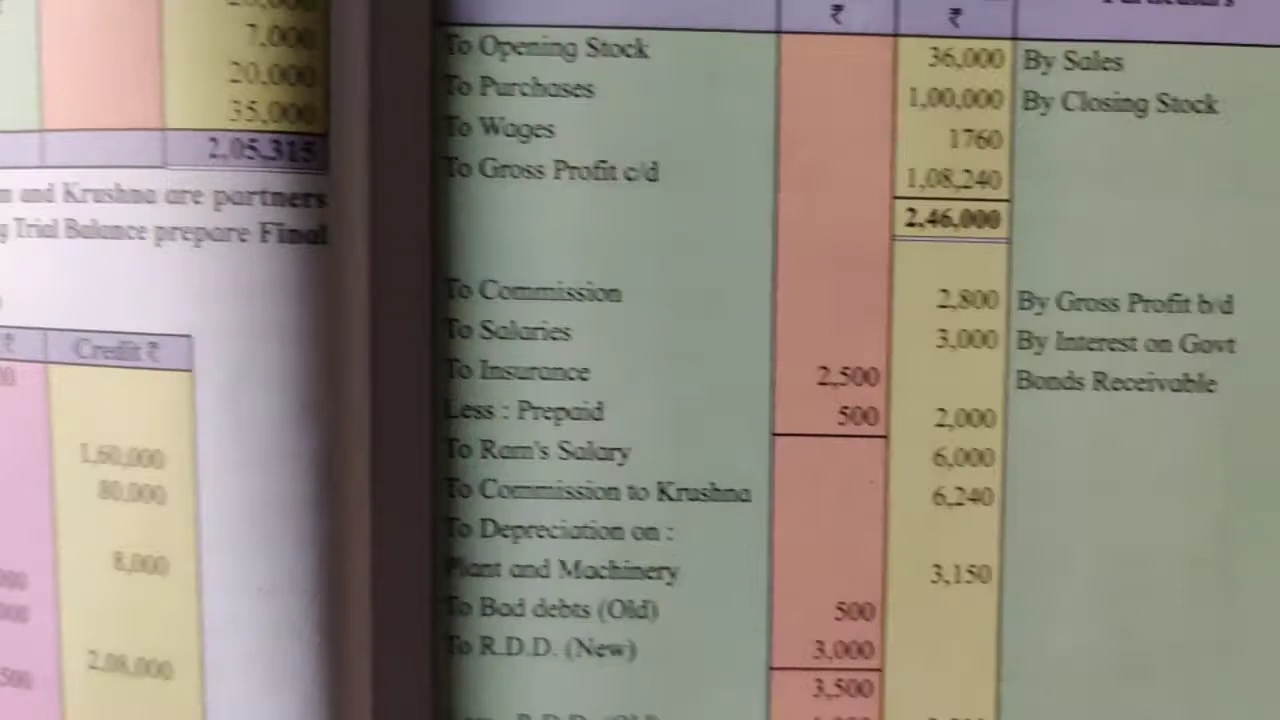 7,000
20,000
35,000
2,05,315
and Krushna are partners
Trial Balance prepare Final
₹ Credit ₹
1,60,000
80,000
8,000
2,08,000
₹ ₹
To Opening Stock 36,000 By Sales
To Purchases 1,00,000 By Closing Stock
To Wages 1760
To Gross Profit c/d 1,08,240
2,46,000
To Commission 2,800 By Gross Profit b/d
To Salaries 3,000 By Interest on Govt
To Insurance 2,500 Bonds Receivable
Less : Prepaid 500 2,000
To Ram's Salary 6,000
To Commission to Krushna 6,240
To Depreciation on :
Plant and Machinery 3,150
To Bad debts (Old) 500
To R.D.D. (New) 3,000
3,500